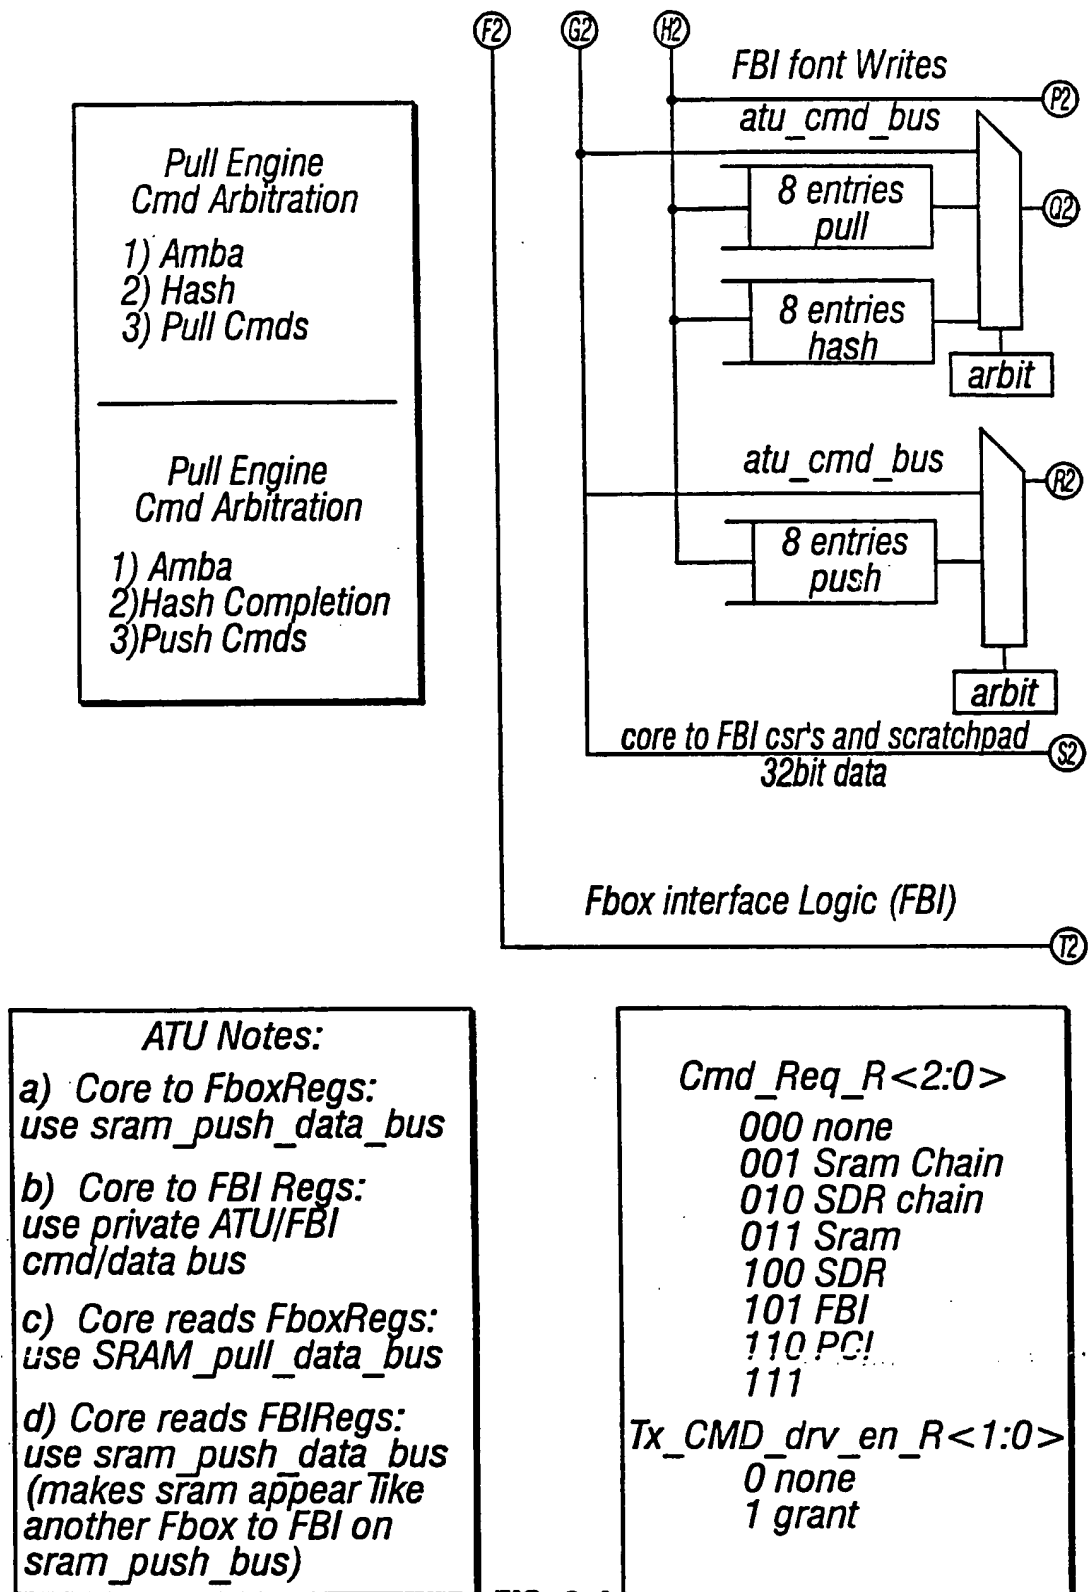 F2
G2
H2
FBI font Writes
P2
atu_cmd_bus
8 entries
pull
Q2
8 entries
hash
arbit
Pull Engine
Cmd Arbitration
1) Amba
2) Hash
3) Pull Cmds
Pull Engine
Cmd Arbitration
1) Amba
2)Hash Completion
3)Push Cmds
atu_cmd_bus
R2
8 entries
push
arbit
core to FBI csr's and scratchpad
32bit data
S2
Fbox interface Logic (FBI)
T2
ATU Notes:
a) Core to FboxRegs:
use sram_push_data_bus
b) Core to FBI Regs:
use private ATU/FBI
cmd/data bus
c) Core reads FboxRegs:
use SRAM_pull_data_bus
d) Core reads FBIRegs:
use sram_push_data_bus
(makes sram appear like
another Fbox to FBI on
sram_push_bus)
Cmd_Req_R<2:0>
000 none
001 Sram Chain
010 SDR chain
011 Sram
100 SDR
101 FBI
110 PCI
111
Tx_CMD_drv_en_R<1:0>
0 none
1 grant